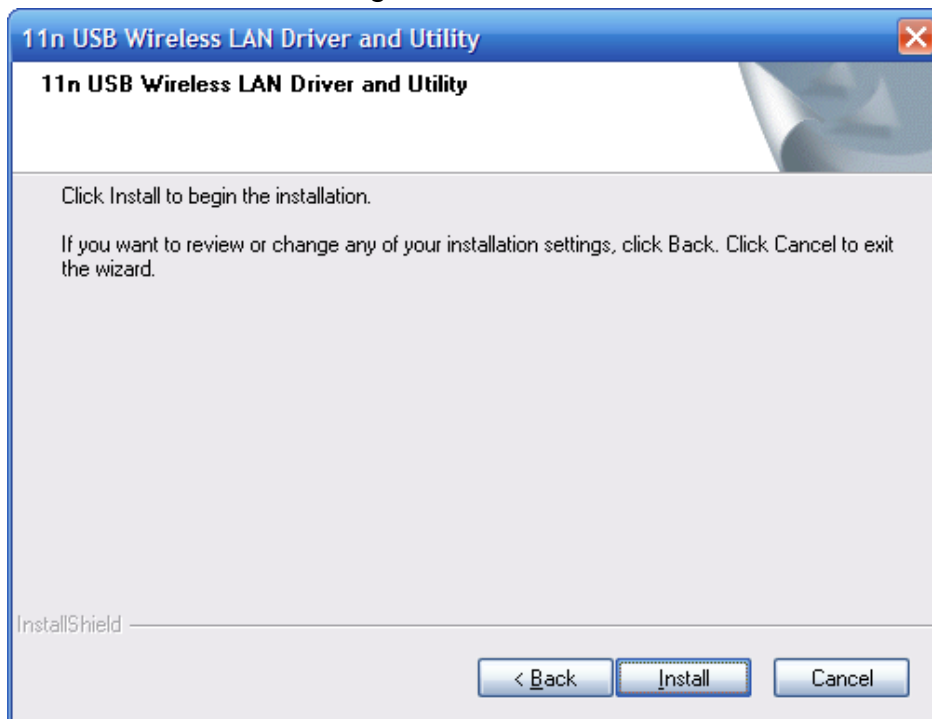 11n USB Wireless LAN Driver and Utility
11n USB Wireless LAN Driver and Utility
Click Install to begin the installation.
If you want to review or change any of your installation settings, click Back. Click Cancel to exit
the wizard.
InstallShield
< Back Install Cancel